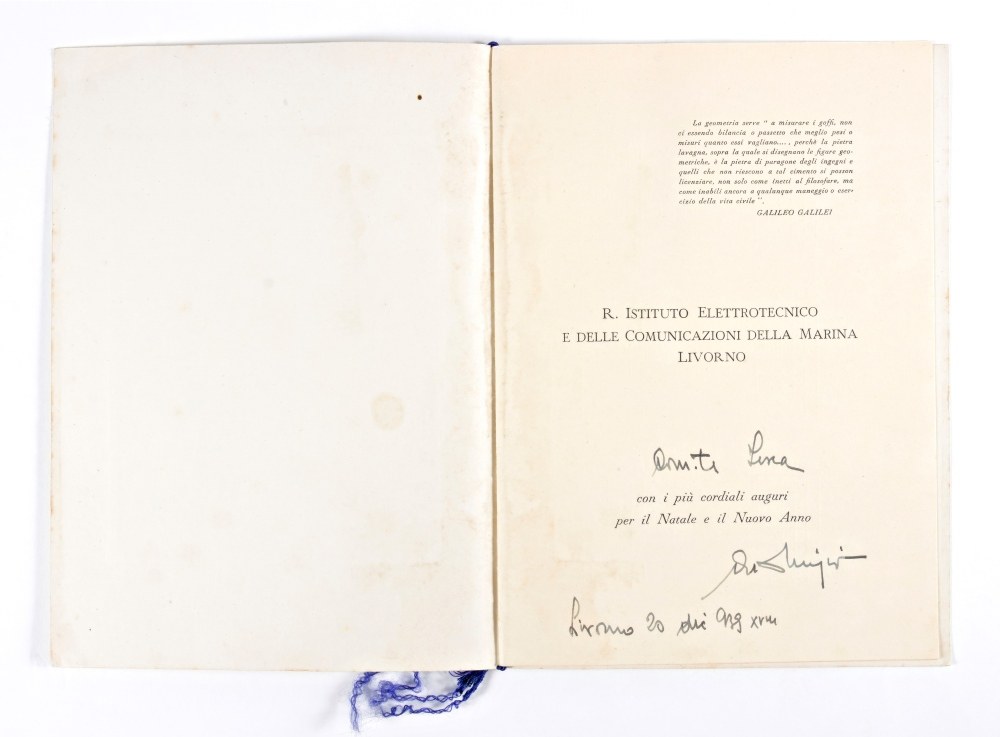 La geometria serve " a misurare i goffi, non
ci essendo bilancia o passetto che meglio pesi o
misuri quanto essi vagliano...., perchè la pietra
lavagna, sopra la quale si disegnano le figure geo-
metriche, è la pietra di paragone degli ingegni e
quelli che non riescono a tal cimento si posson
licenziare, non solo come inetti al filosofare, ma
come inabili ancora a qualunque maneggio o eser-
cizio della vita civile ".
GALILEO GALILEI
R. ISTITUTO ELETTROTECNICO
E DELLE COMUNICAZIONI DELLA MARINA
LIVORNO
con i più cordiali auguri
per il Natale e il Nuovo Anno
Livorno 20 dic 939 XVIII